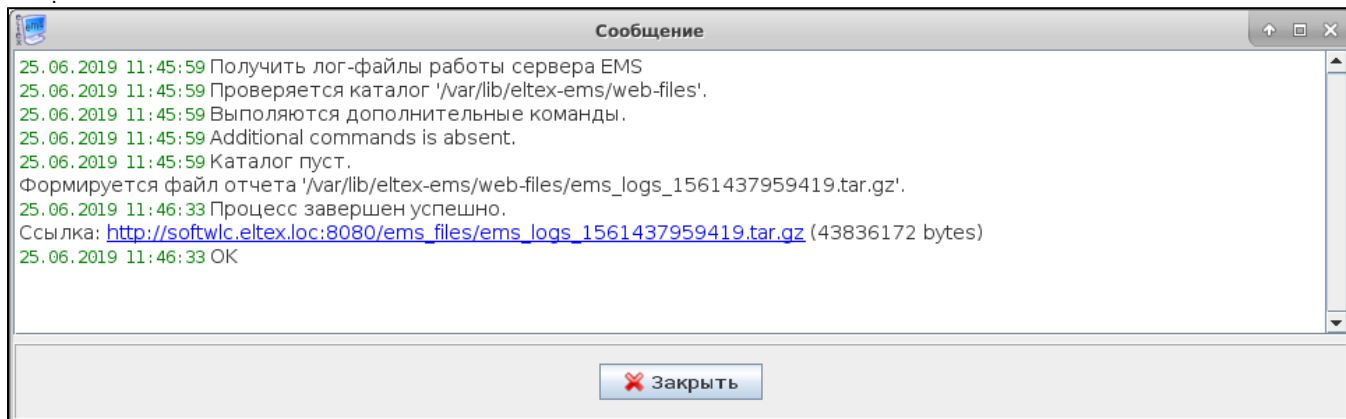 Сообщение
25.06.2019 11:45:59 Получить лог-файлы работы сервера EMS
25.06.2019 11:45:59 Проверяется каталог '/var/lib/eltex-ems/web-files'.
25.06.2019 11:45:59 Выполяются дополнительные команды.
25.06.2019 11:45:59 Additional commands is absent.
25.06.2019 11:45:59 Каталог пуст.
Формируется файл отчета '/var/lib/eltex-ems/web-files/ems_logs_1561437959419.tar.gz'.
25.06.2019 11:46:33 Процесс завершен успешно.
Ссылка: http://softwlc.eltex.loc:8080/ems_files/ems_logs_1561437959419.tar.gz (43836172 bytes)
25.06.2019 11:46:33 OK
Закрыть